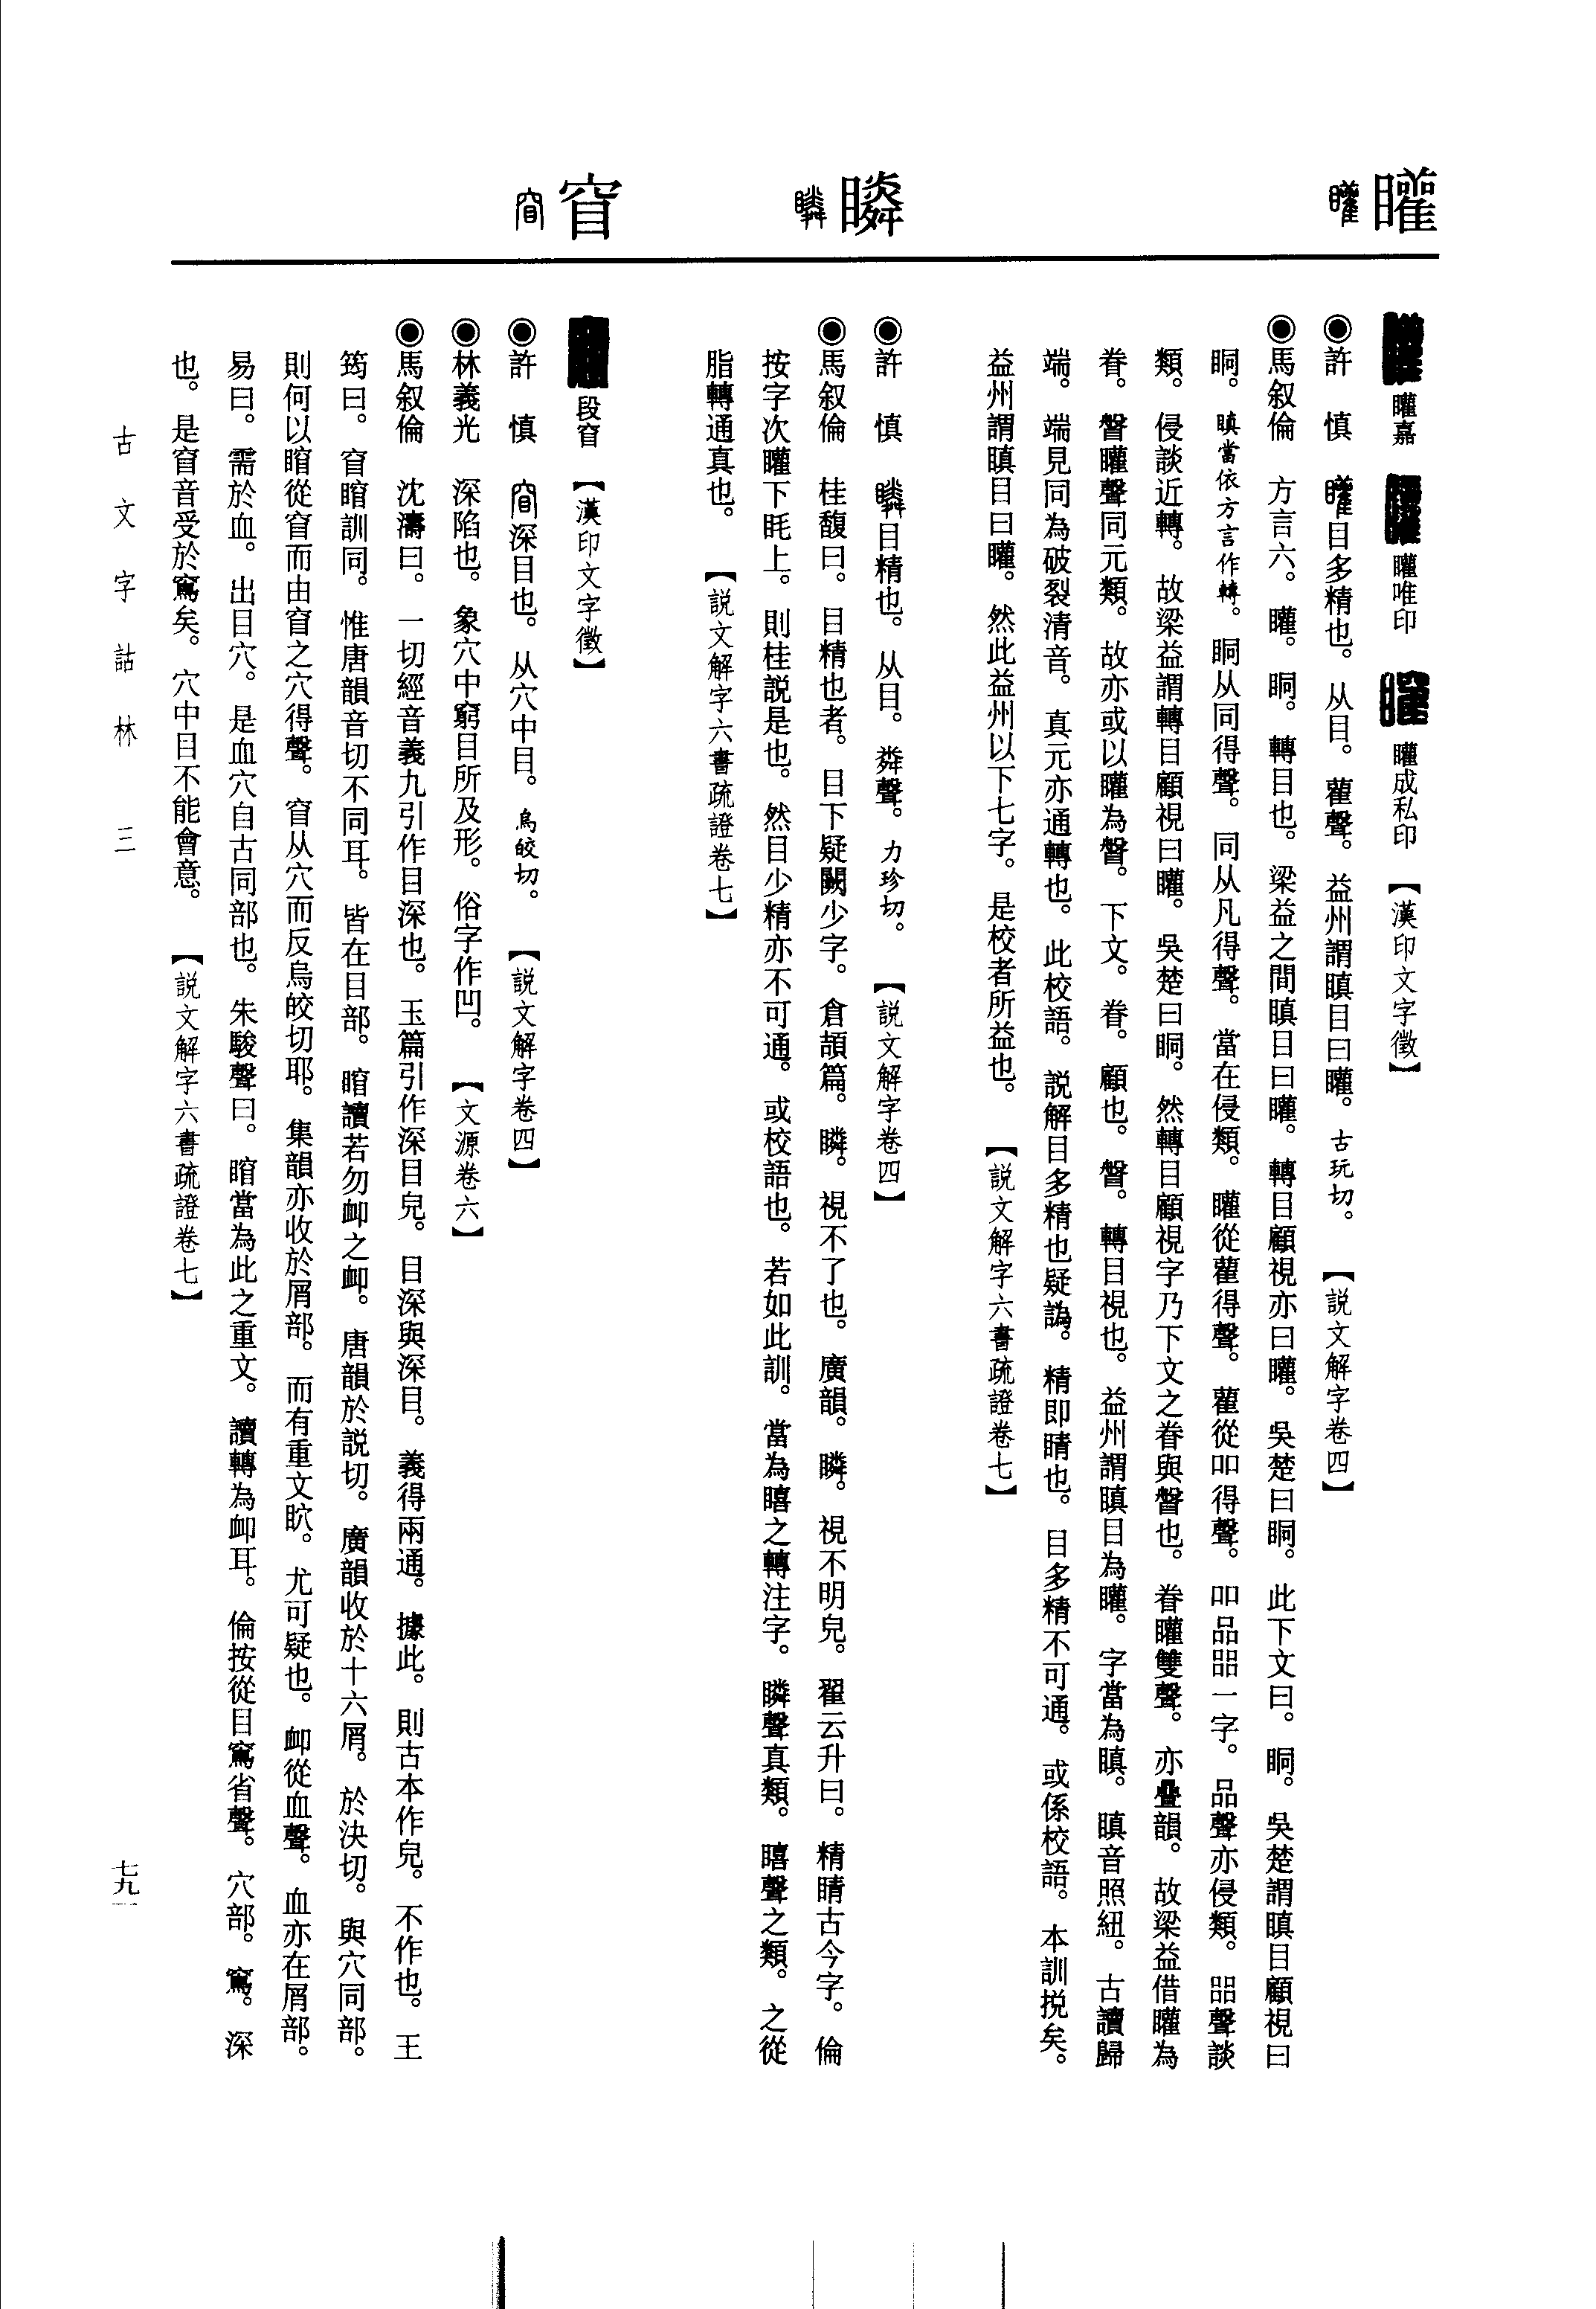 矔
瞵
窅
矔嘉 矔唯印 矔成私印 【漢印文字徵】
◉許 慎 矔目多精也。从目。雚聲。益州謂瞋目曰矔。古玩切。 【説文解字卷四】
◉馬叙倫 方言六。矔。眮。轉目也。梁益之間瞋目曰矔。轉目顧視亦曰矔。吳楚曰眮。此下文曰。眮。吳楚謂瞋目顧視曰
眮。瞋當依方言作轉。眮从同得聲。同从凡得聲。當在侵類。矔從雚得聲。雚從吅得聲。吅品㗊一字。品聲亦侵類。㗊聲談
類。侵談近轉。故梁益謂轉目顧視曰矔。吳楚曰眮。然轉目顧視字乃下文之眷與䀨也。眷矔雙聲。亦疊韻。故梁益借矔為
眷。䀨矔聲同元類。故亦或以矔為䀨。下文。眷。顧也。䀨。轉目視也。益州謂瞋目為矔。字當為瞋。瞋音照紐。古讀歸
端。端見同為破裂清音。真元亦通轉也。此校語。説解目多精也疑譌。精即睛也。目多精不可通。或係校語。本訓挩矣。
益州謂瞋目曰矔。然此益州以下七字。是校者所益也。 【説文解字六書疏證卷七】
◉許 慎 瞵目精也。从目。粦聲。力珍切。 【説文解字卷四】
◉馬叙倫 桂馥曰。目精也者。目下疑闕少字。倉頡篇。瞵。視不了也。廣韻。瞵。視不明皃。翟云升曰。精睛古今字。倫
按字次矔下眊上。則桂説是也。然目少精亦不可通。或校語也。若如此訓。當為瞦之轉注字。瞵聲真類。瞦聲之類。之從
脂轉通真也。 【説文解字六書疏證卷七】
段窅 【漢印文字徵】
◉許 慎 窅深目也。从穴中目。烏皎切。 【説文解字卷四】
◉林義光 深陷也。象穴中窮目所及形。俗字作凹。 【文源卷六】
◉馬叙倫 沈濤曰。一切經音義九引作目深也。玉篇引作深目皃。目深與深目。義得兩通。據此。則古本作皃。不作也。王
筠曰。窅䁘訓同。惟唐韻音切不同耳。皆在目部。䁘讀若勿卹之卹。唐韻於説切。廣韻收於十六屑。於決切。與穴同部。
則何以䁘從窅而由窅之穴得聲。窅从穴而反烏皎切耶。集韻亦收於屑部。而有重文䀕。尤可疑也。卹從血聲。血亦在屑部。
易曰。需於血。出自穴。是血穴自古同部也。朱駿聲曰。䁘當為此之重文。讀轉為卹耳。倫按從目窵省聲。穴部。窵。深
也。是窅音受於窵矣。穴中目不能會意。 【説文解字六書疏證卷七】
古文字詁林 三
七九一